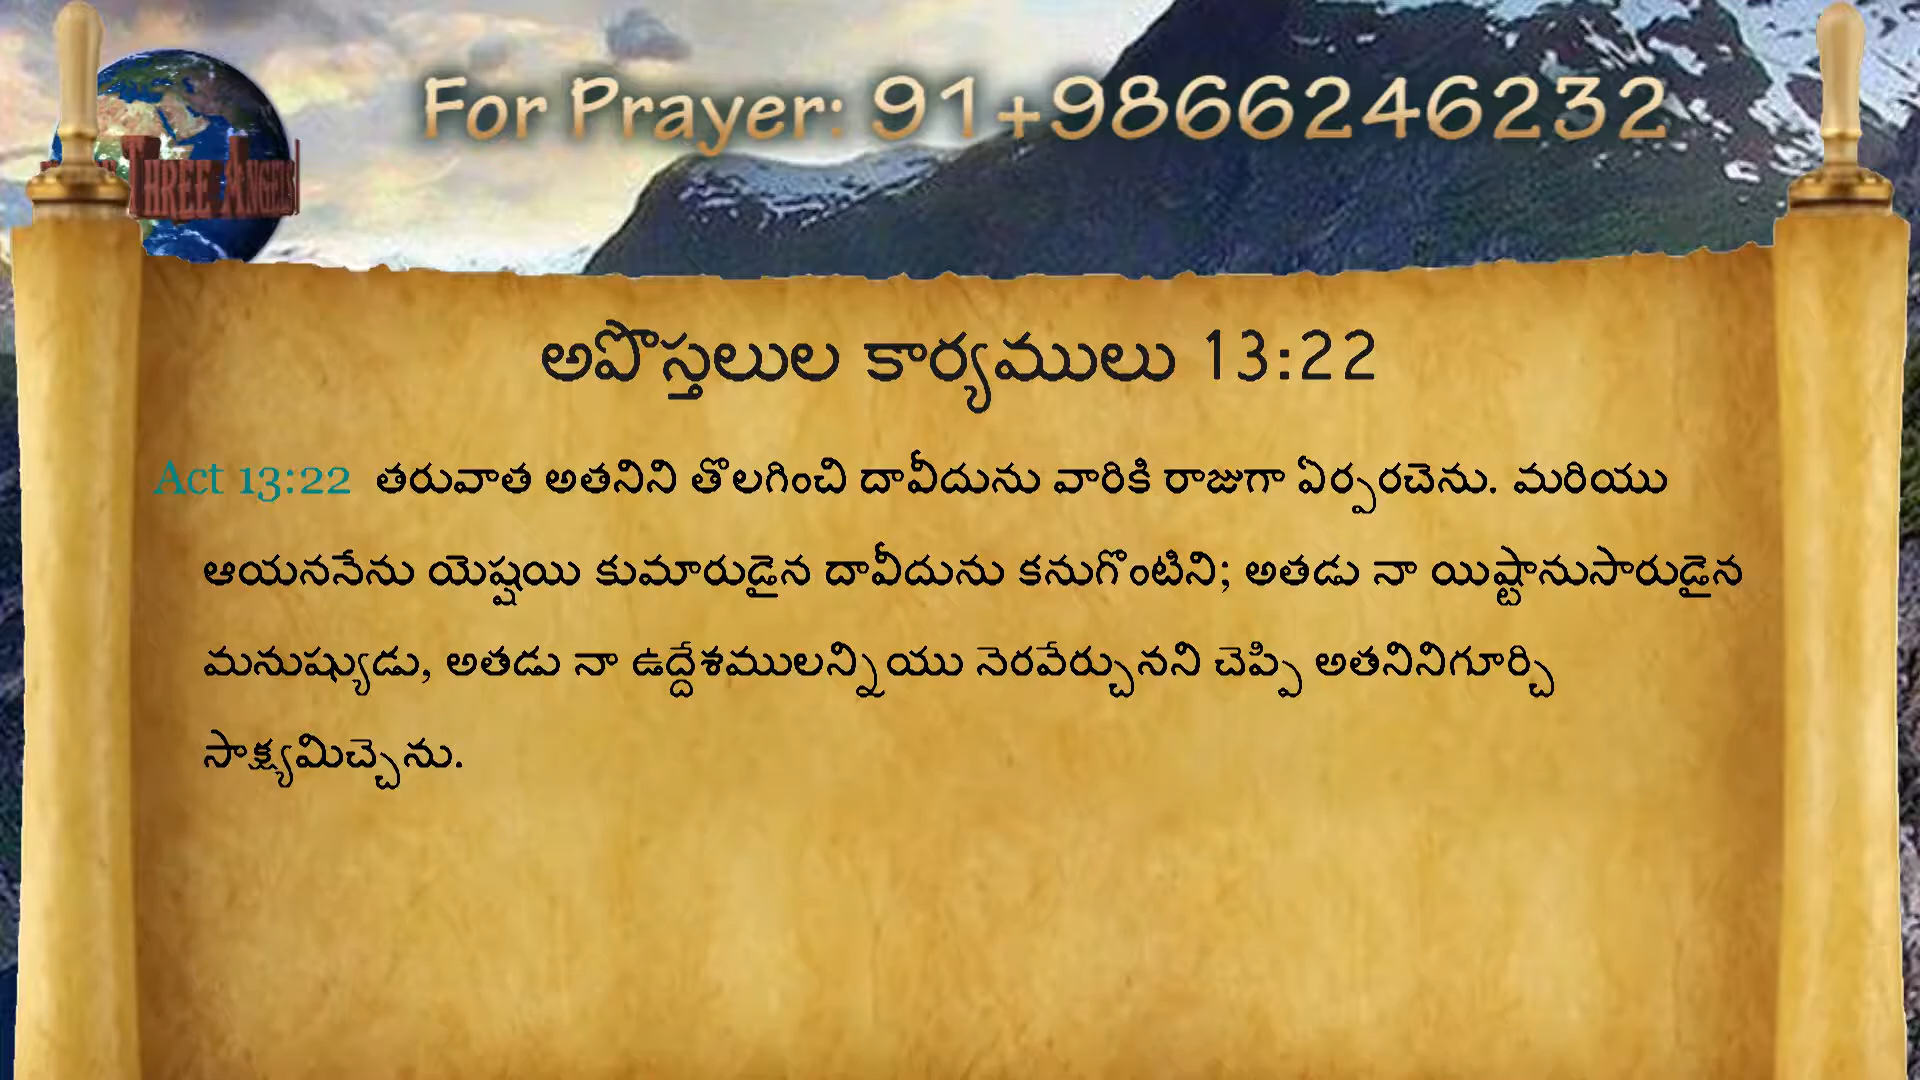 For Prayer: 91+9866246232
THREE ANGELS
అపొస్తలుల కార్యములు 13:22
Act 13:22 తరువాత అతనిని తొలగించి దావీదును వారికి రాజుగా ఏర్పరచెను. మరియు
ఆయననేను యెష్షయి కుమారుడైన దావీదును కనుగొంటిని; అతడు నా యిష్టానుసారుడైన
మనుష్యుడు, అతడు నా ఉద్దేశములన్నియు నెరవేర్చునని చెప్పి అతనినిగూర్చి
సాక్ష్యమిచ్చెను.